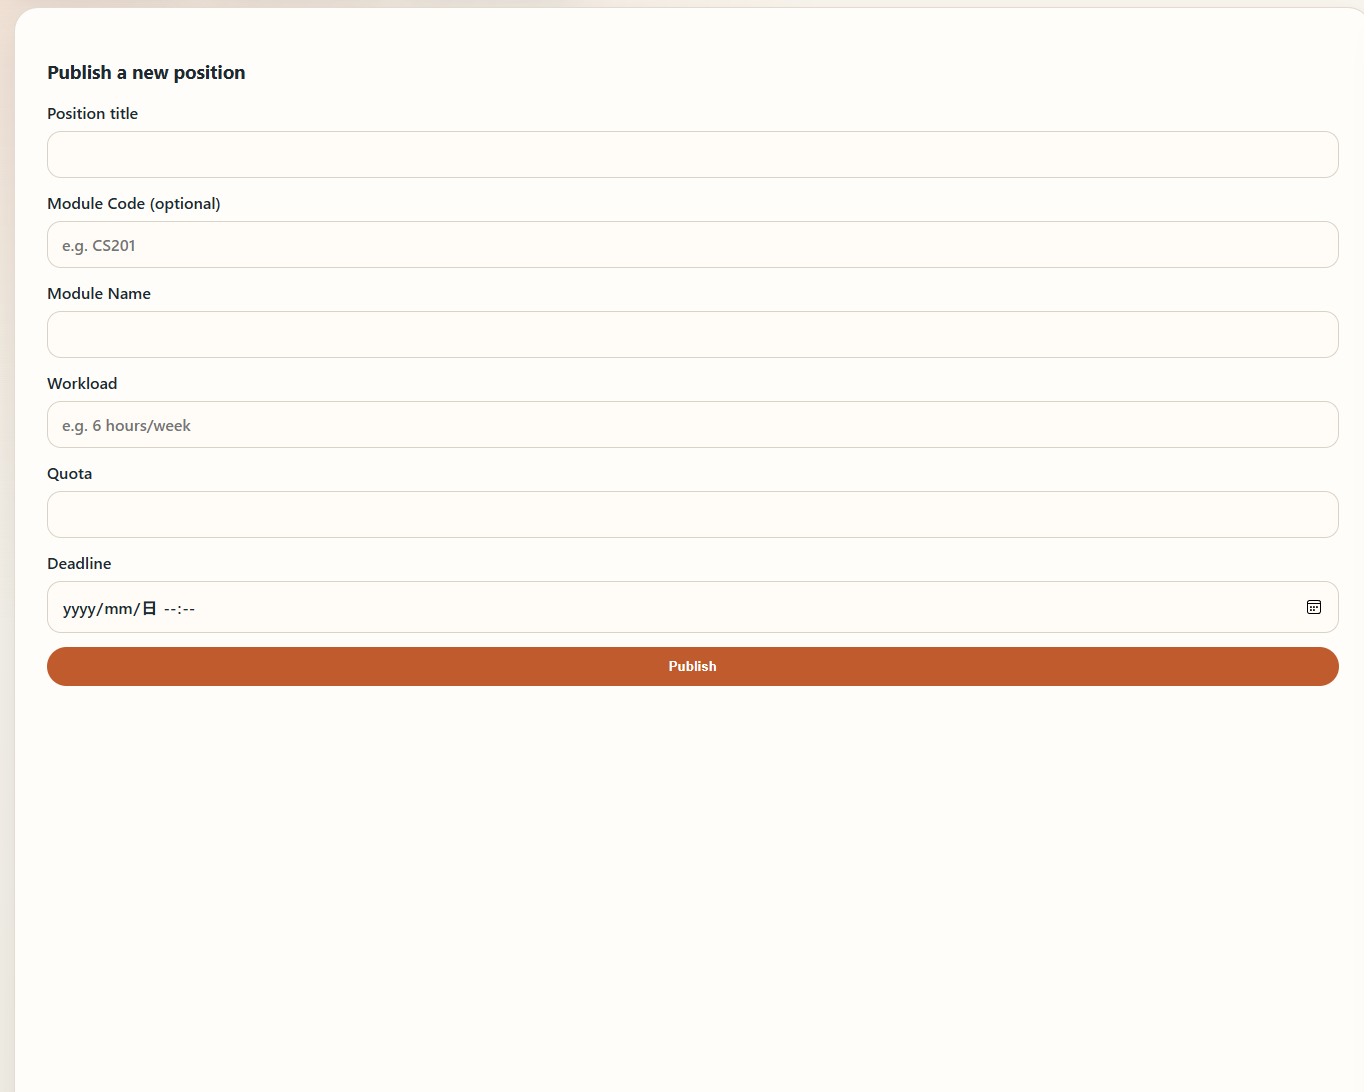 Publish a new position
Position title
Module Code (optional)
e.g. CS201
Module Name
Workload
e.g. 6 hours/week
Quota
Deadline
yyyy/mm/日 --:--
Publish